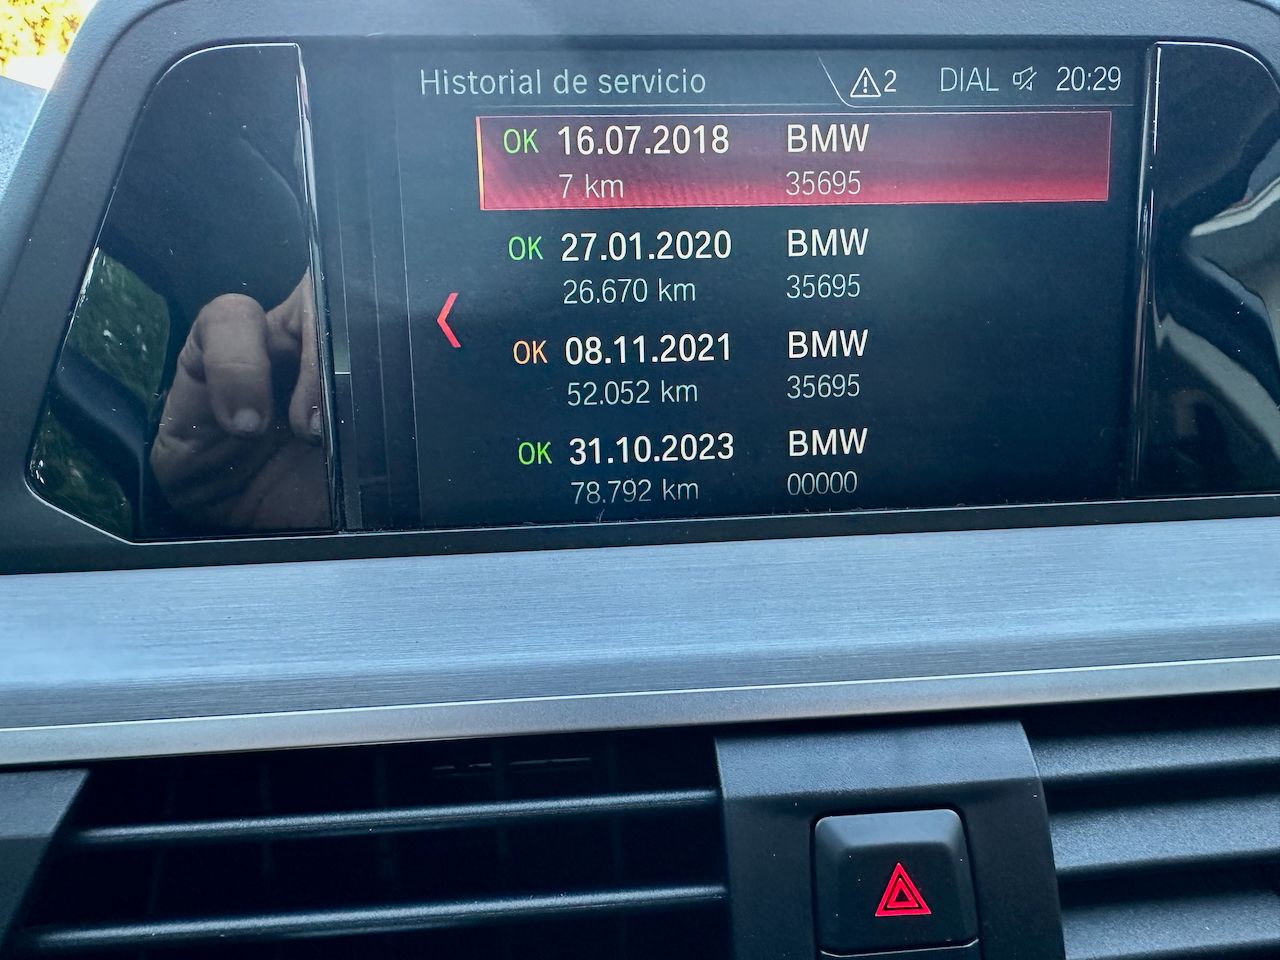 Historial de servicio 2 DIAL 20:29
OK 16.07.2018 BMW
7 km 35695
OK 27.01.2020 BMW
26.670 km 35695
OK 08.11.2021 BMW
52.052 km 35695
OK 31.10.2023 BMW
78.792 km 00000